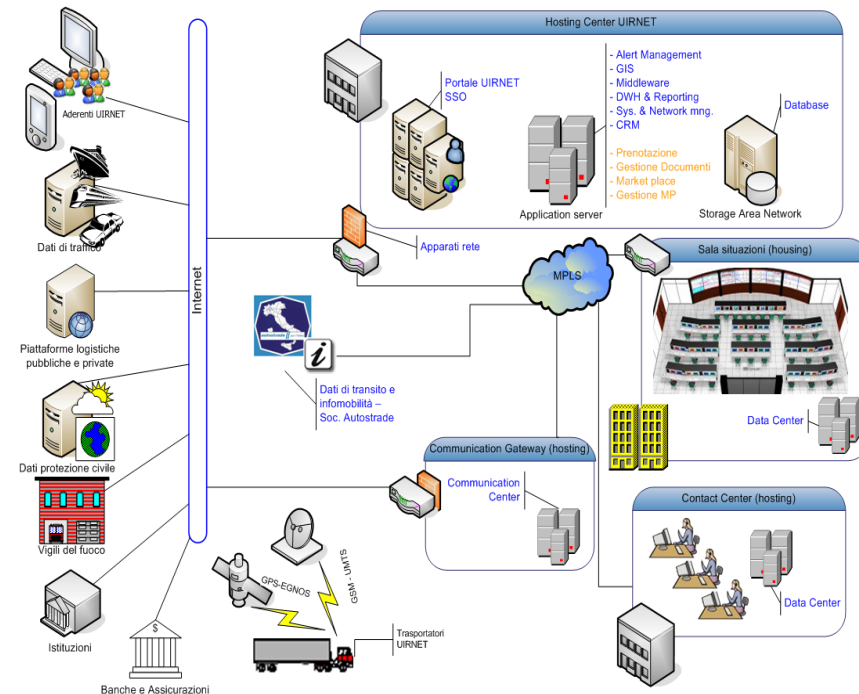 Hosting Center UIRNET
Portale UIRNET
SSO
- Alert Management
- GIS
- Middleware
- DWH & Reporting
- Sys. & Network mng.
- CRM
- Prenotazione
- Gestione Documenti
- Market place
- Gestione MP
Database
Application server
Storage Area Network
Aderenti UIRNET
Dati di traffico
Internet
Apparati rete
MPLS
Sala situazioni (housing)
Data Center
Piattaforme logistiche
pubbliche e private
i
Dati di transito e
infomobilità –
Soc. Autostrade
Dati protezione civile
Communication Gateway (hosting)
Communication
Center
Vigili del fuoco
Contact Center (hosting)
Data Center
GPS-EGNOS
GSM - UMTS
Istituzioni
Trasportatori
UIRNET
$
Banche e Assicurazioni